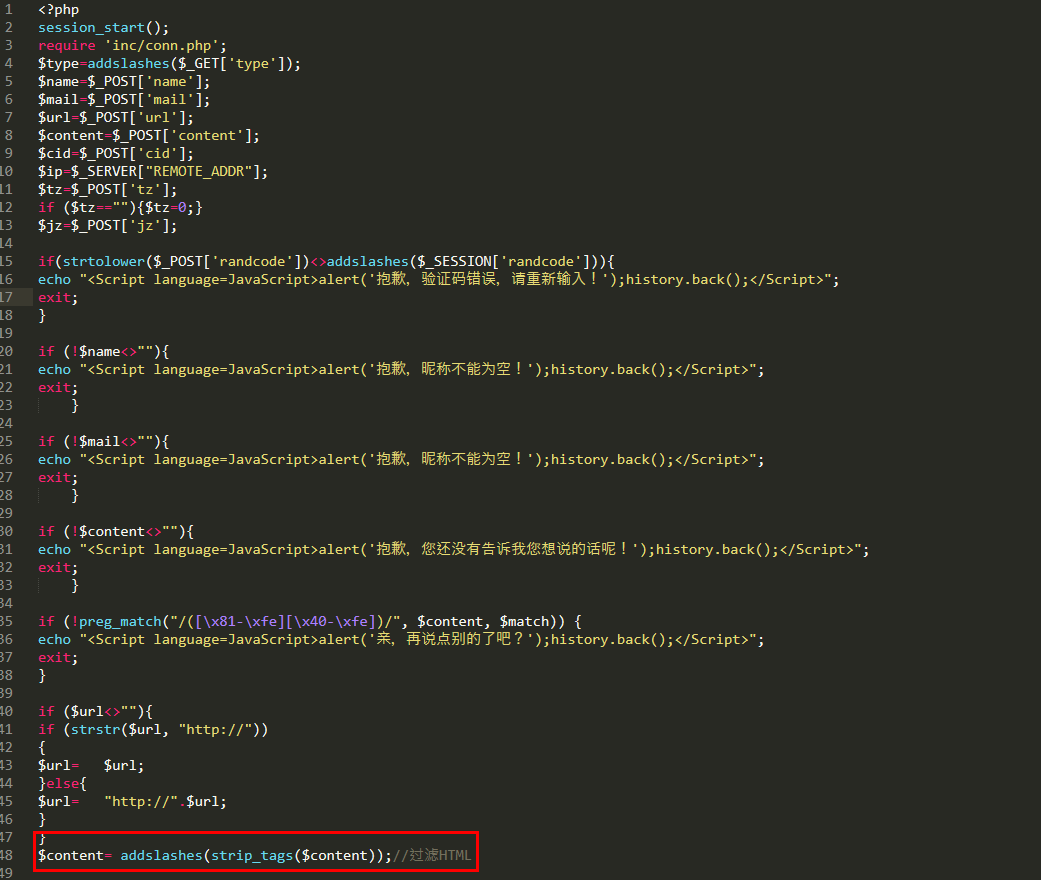 1 <?php
2 session_start();
3 require 'inc/conn.php';
4 $type=addslashes($_GET['type']);
5 $name=$_POST['name'];
6 $mail=$_POST['mail'];
7 $url=$_POST['url'];
8 $content=$_POST['content'];
9 $cid=$_POST['cid'];
10 $ip=$_SERVER["REMOTE_ADDR"];
11 $tz=$_POST['tz'];
12 if ($tz==""){$tz=0;}
13 $jz=$_POST['jz'];
14
15 if(strtolower($_POST['randcode'])<>addslashes($_SESSION['randcode'])){
16 echo "<Script language=JavaScript>alert('抱歉，验证码错误，请重新输入！');history.back();</Script>";
17 exit;
18 }
19
20 if (!$name<>""){
21 echo "<Script language=JavaScript>alert('抱歉，昵称不能为空！');history.back();</Script>";
22 exit;
23 }
24
25 if (!$mail<>""){
26 echo "<Script language=JavaScript>alert('抱歉，昵称不能为空！');history.back();</Script>";
27 exit;
28 }
29
30 if (!$content<>""){
31 echo "<Script language=JavaScript>alert('抱歉，您还没有告诉我您想说的话呢！');history.back();</Script>";
32 exit;
33 }
34
35 if (!preg_match("/([\x81-\xfe][\x40-\xfe])/", $content, $match)) {
36 echo "<Script language=JavaScript>alert('亲，再说点别的了吧？');history.back();</Script>";
37 exit;
38 }
39
40 if ($url<>""){
41 if (strstr($url, "http://"))
42 {
43 $url= $url;
44 }else{
45 $url= "http://".$url;
46 }
47 }
48 $content= addslashes(strip_tags($content));//过滤HTML
49